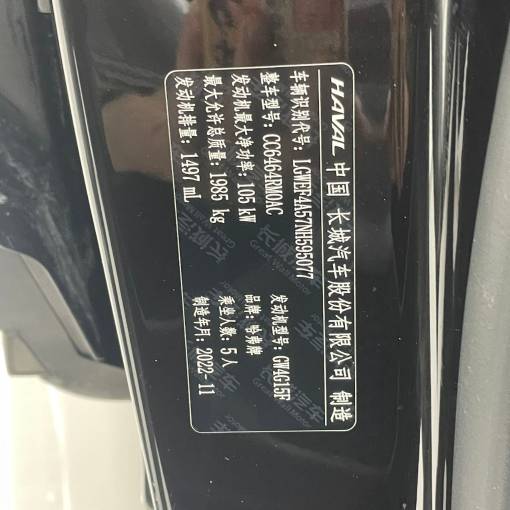 HAVAL 中国 长城汽车股份有限公司 制造
车辆识别代号: LGWEF4A57NH595077
整车型号: CC6464RM0AC 发动机型号: GW4G15F
发动机最大净功率: 105 kW 品牌: 哈弗牌
最大允许总质量: 1985 kg 乘坐人数: 5 人
发动机排量: 1497 mL 制造年月: 2022-11